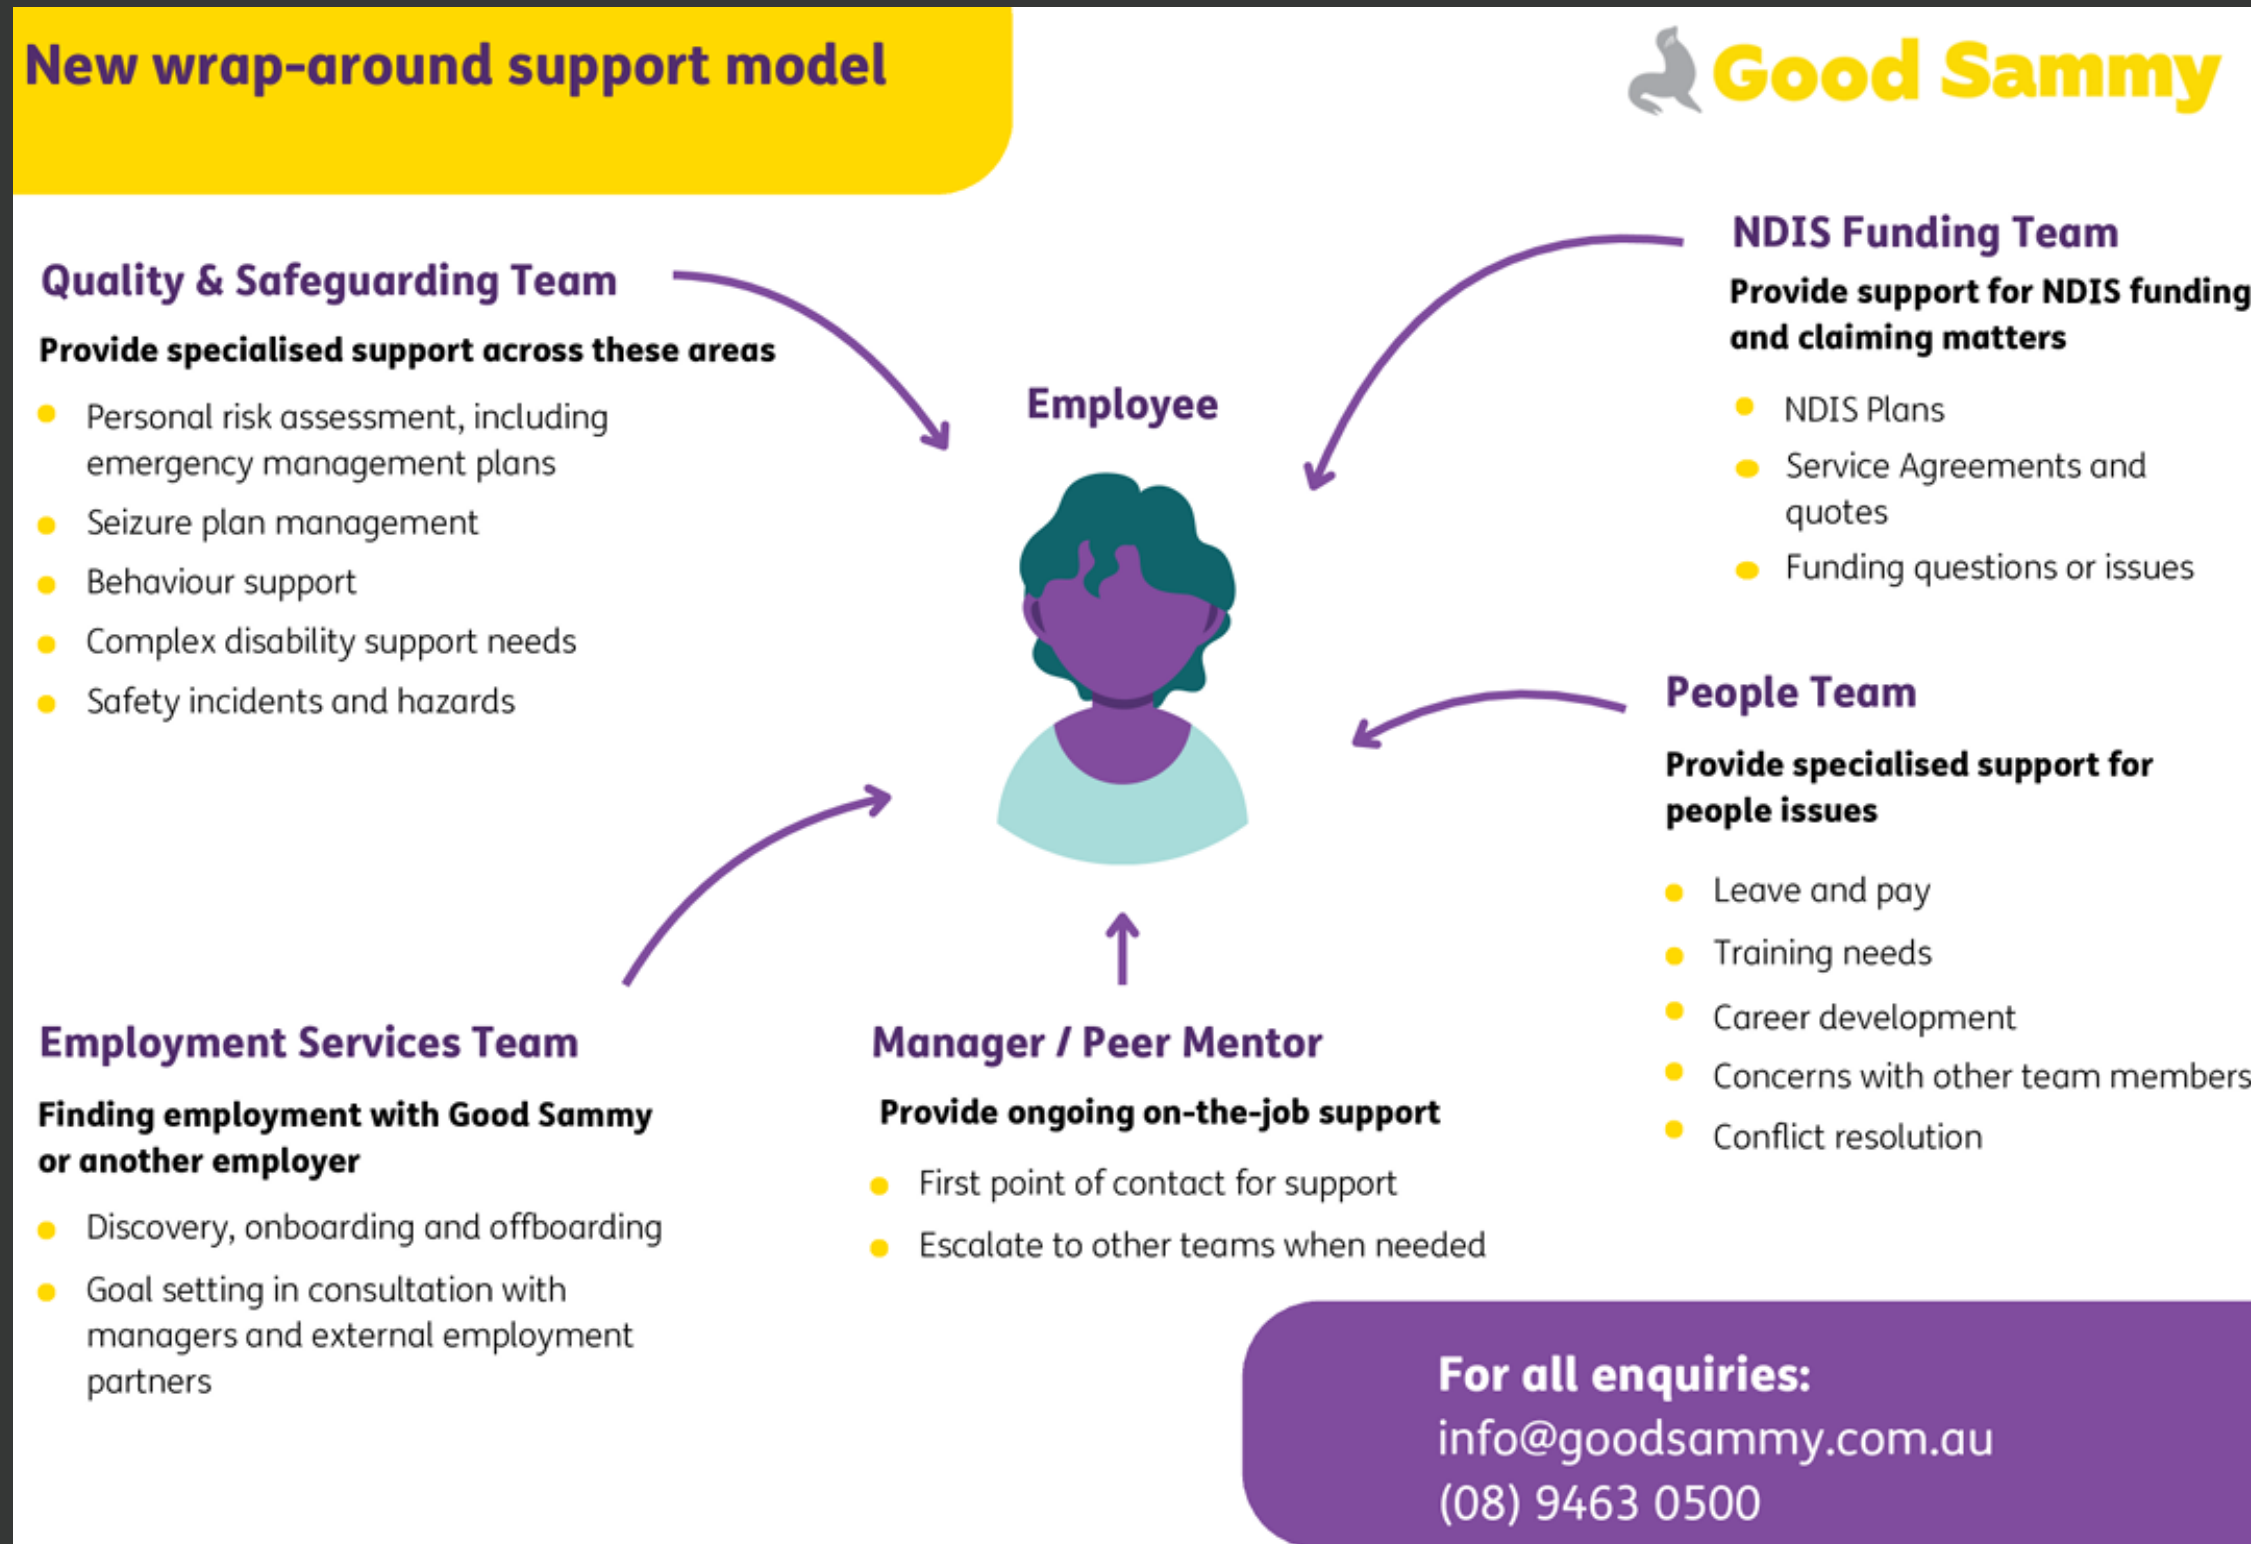 New wrap-around support model
Good Sammy
Quality & Safeguarding Team
Provide specialised support across these areas
Personal risk assessment, including
emergency management plans
Seizure plan management
Behaviour support
Complex disability support needs
Safety incidents and hazards
Employee
NDIS Funding Team
Provide support for NDIS funding
and claiming matters
NDIS Plans
Service Agreements and
quotes
Funding questions or issues
People Team
Provide specialised support for
people issues
Leave and pay
Training needs
Career development
Concerns with other team members
Conflict resolution
Employment Services Team
Finding employment with Good Sammy
or another employer
Discovery, onboarding and offboarding
Goal setting in consultation with
managers and external employment
partners
Manager / Peer Mentor
Provide ongoing on-the-job support
First point of contact for support
Escalate to other teams when needed
For all enquiries:
info@goodsammy.com.au
(08) 9463 0500